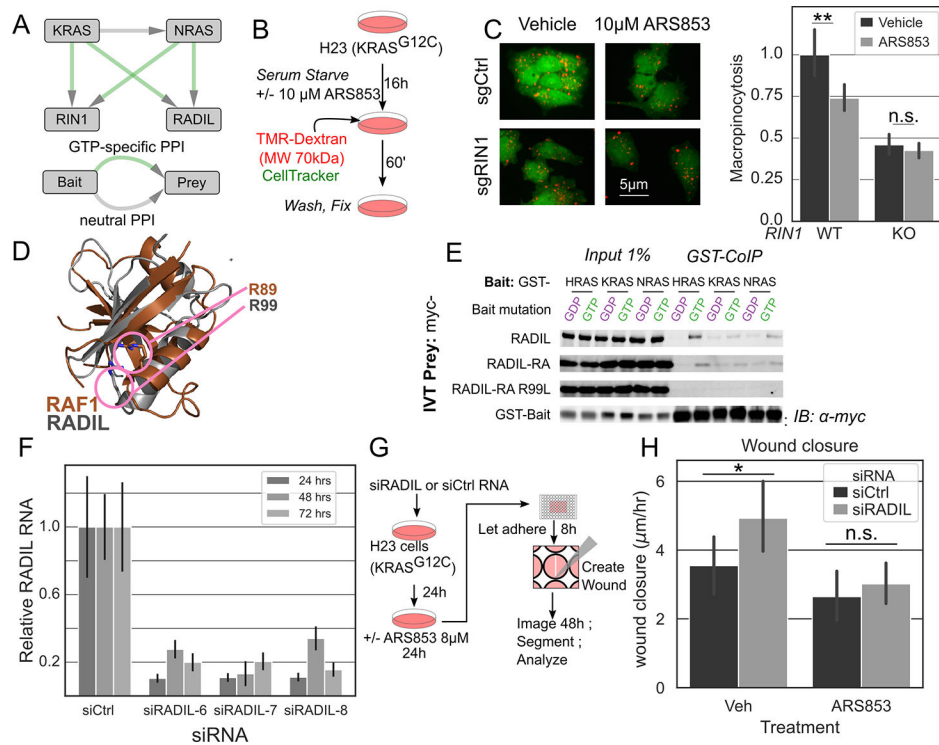 A
KRAS
NRAS
RIN1
RADIL
GTP-specific PPI
Bait
Prey
neutral PPI
B
H23 (KRASG12C)
Serum Starve
+/- 10 μM ARS853
16h
TMR-Dextran
(MW 70kDa)
CellTracker
60'
Wash, Fix
C
Vehicle
10μM ARS853
sgCtrl
sgRIN1
5μm
Vehicle
ARS853
**
n.s.
Macropinocytosis
1.0
0.75
0.5
0.25
0.0
RIN1
WT
KO
D
R89
R99
RAF1
RADIL
E
Input 1%
GST-CoIP
Bait: GST-
HRAS KRAS NRAS HRAS KRAS NRAS
Bait mutation
GDP GTP GDP GTP GDP GTP GDP GTP GDP GTP GDP GTP
IVT Prey: myc-
RADIL
RADIL-RA
RADIL-RA R99L
GST-Bait
: IB: α-myc
F
24 hrs
48 hrs
72 hrs
Relative RADIL RNA
1.0
0.6
0.2
siCtrl
siRADIL-6
siRADIL-7
siRADIL-8
siRNA
G
siRADIL or siCtrl RNA
H23 cells
(KRASG12C)
24h
+/- ARS853 8μM
24h
Let adhere
8h
Create
Wound
Image 48h ;
Segment ;
Analyze
H
Wound closure
siRNA
siCtrl
siRADIL
*
n.s.
wound closure (μm/hr)
6
4
2
0
Veh
ARS853
Treatment